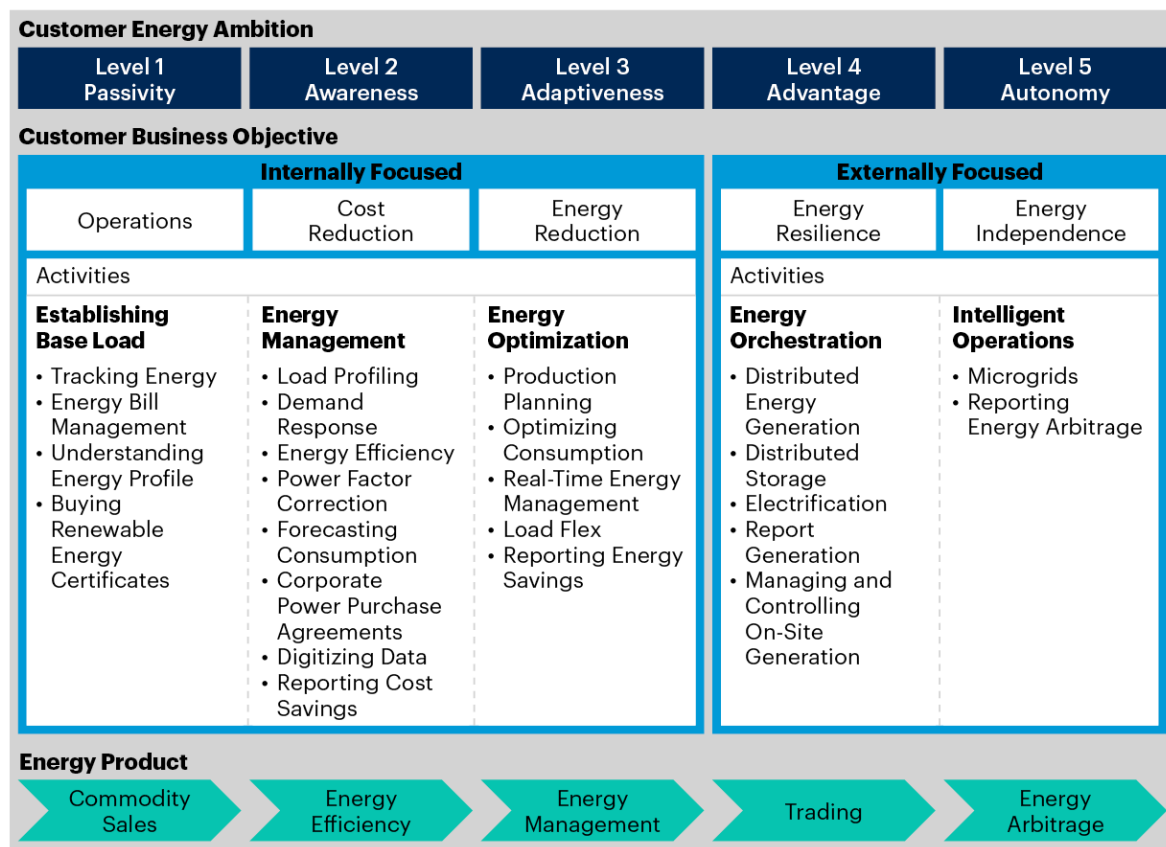 Customer Energy Ambition
Level 1
Passivity
Level 2
Awareness
Level 3
Adaptiveness
Level 4
Advantage
Level 5
Autonomy
Customer Business Objective
Internally Focused
Operations
Cost
Reduction
Energy
Reduction
Activities
Establishing
Base Load
• Tracking Energy
• Energy Bill
Management
• Understanding
Energy Profile
• Buying
Renewable
Energy
Certificates
Energy
Management
• Load Profiling
• Demand
Response
• Energy Efficiency
• Power Factor
Correction
• Forecasting
Consumption
• Corporate
Power Purchase
Agreements
• Digitizing Data
• Reporting Cost
Savings
Energy
Optimization
• Production
Planning
• Optimizing
Consumption
• Real-Time Energy
Management
• Load Flex
• Reporting Energy
Savings
Externally Focused
Energy
Resilience
Energy
Independence
Activities
Energy
Orchestration
• Distributed
Energy
Generation
• Distributed
Storage
• Electrification
• Report
Generation
• Managing and
Controlling
On-Site
Generation
Intelligent
Operations
• Microgrids
• Reporting
Energy Arbitrage
Energy Product
Commodity
Sales
Energy
Efficiency
Energy
Management
Trading
Energy
Arbitrage